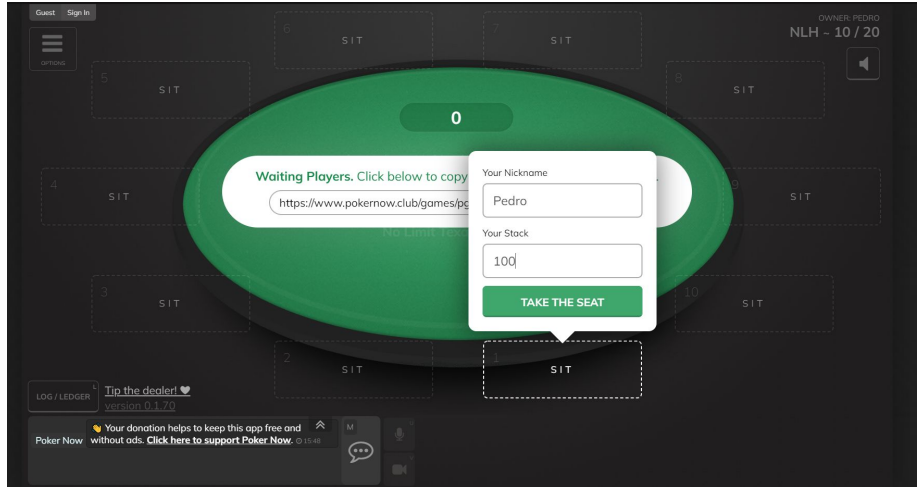 Guest Sign In
OWNER: PEDRO
NLH ~ 10 / 20
OPTIONS
6 SIT
7 SIT
5 SIT
8 SIT
0
Waiting Players. Click below to copy
https://www.pokernow.club/games/pg
No Limit Tex
Your Nickname
Pedro
Your Stack
100
TAKE THE SEAT
4 SIT
9 SIT
3 SIT
10 SIT
2 SIT
1 SIT
LOG / LEDGER L
Tip the dealer! ♥
version 0.1.70
Poker Now 👋 Your donation helps to keep this app free and
without ads. Click here to support Poker Now. 15:48
M